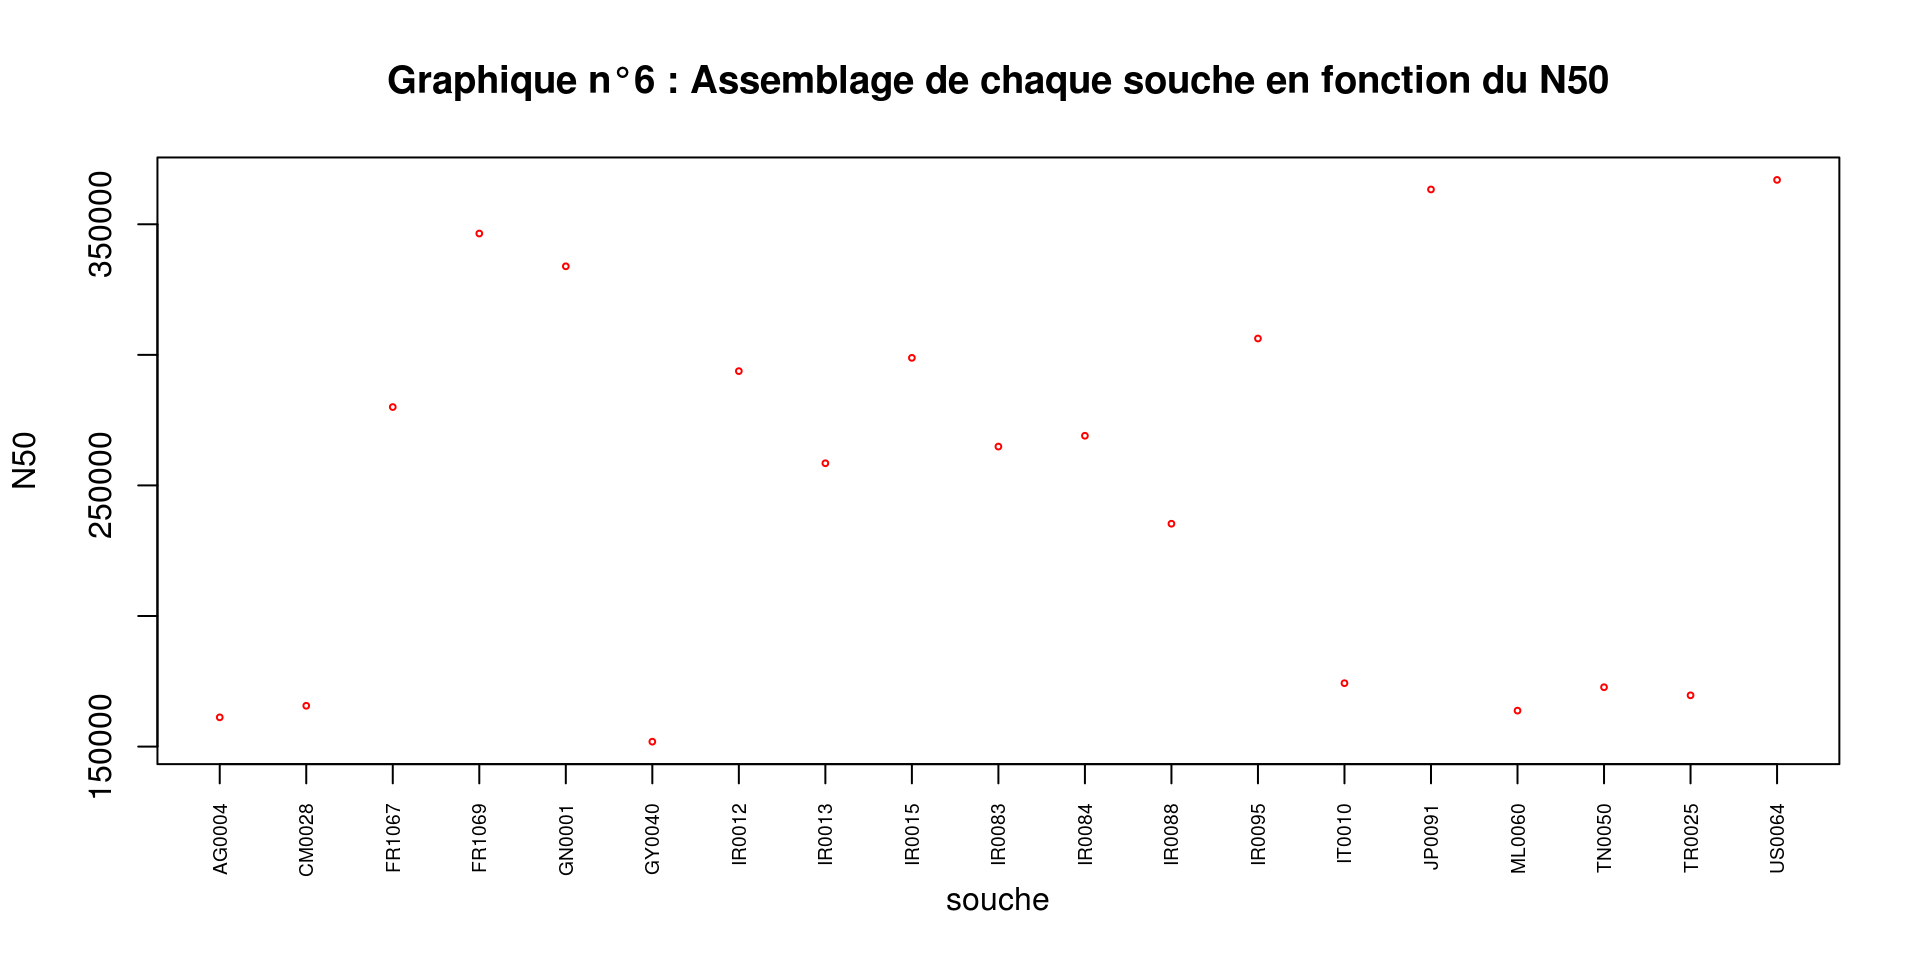 Graphique n°6 : Assemblage de chaque souche en fonction du N50
N50
350000
250000
150000
AG0004
CM0028
FR1067
FR1069
GN0001
GY0040
IR0012
IR0013
IR0015
IR0083
IR0084
IR0088
IR0095
IT0010
JP0091
ML0060
TN0050
TR0025
US0064
souche